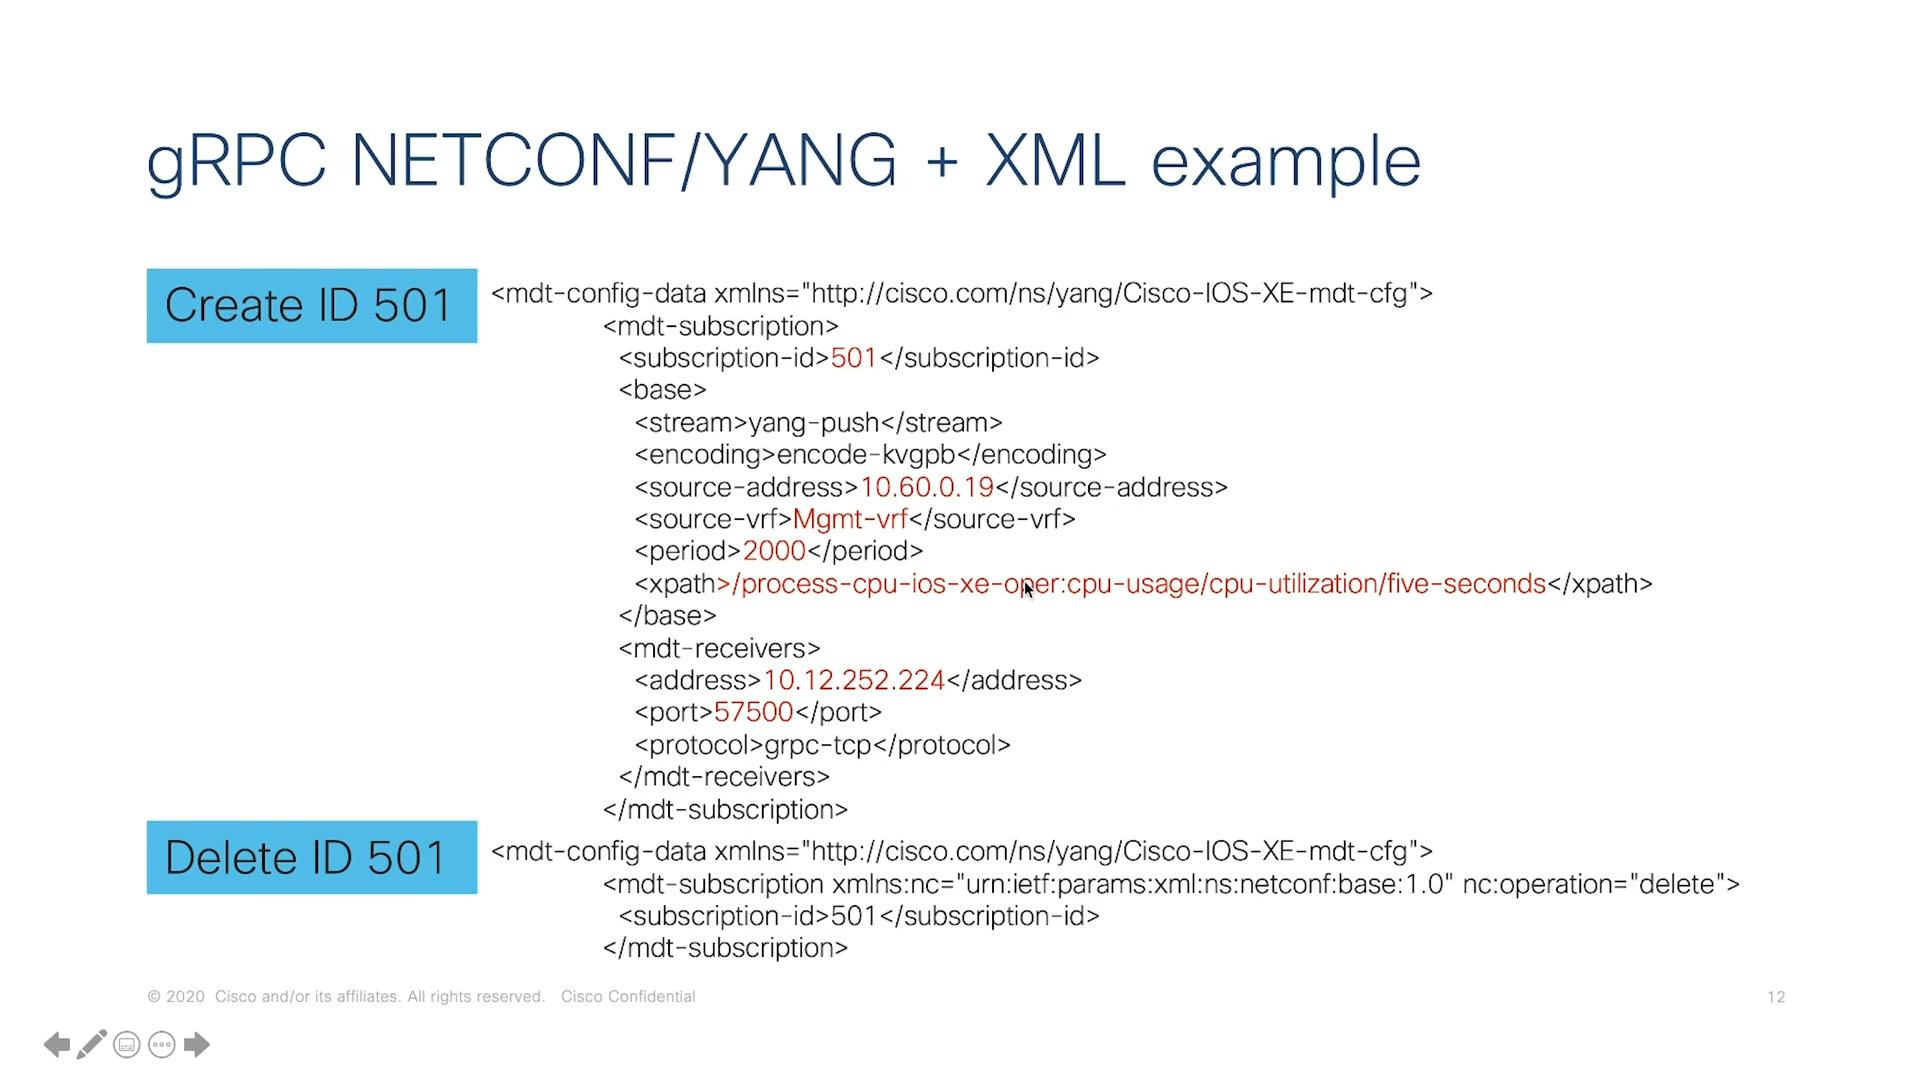 gRPC NETCONF/YANG + XML example
Create ID 501
<mdt-config-data xmlns="http://cisco.com/ns/yang/Cisco-IOS-XE-mdt-cfg">
<mdt-subscription>
<subscription-id>501</subscription-id>
<base>
<stream>yang-push</stream>
<encoding>encode-kvgpb</encoding>
<source-address>10.60.0.19</source-address>
<source-vrf>Mgmt-vrf</source-vrf>
<period>2000</period>
<xpath>/process-cpu-ios-xe-oper:cpu-usage/cpu-utilization/five-seconds</xpath>
</base>
<mdt-receivers>
<address>10.12.252.224</address>
<port>57500</port>
<protocol>grpc-tcp</protocol>
</mdt-receivers>
</mdt-subscription>
Delete ID 501
<mdt-config-data xmlns="http://cisco.com/ns/yang/Cisco-IOS-XE-mdt-cfg">
<mdt-subscription xmlns:nc="urn:ietf:params:xml:ns:netconf:base:1.0" nc:operation="delete">
<subscription-id>501</subscription-id>
</mdt-subscription>
© 2020 Cisco and/or its affiliates. All rights reserved. Cisco Confidential
12